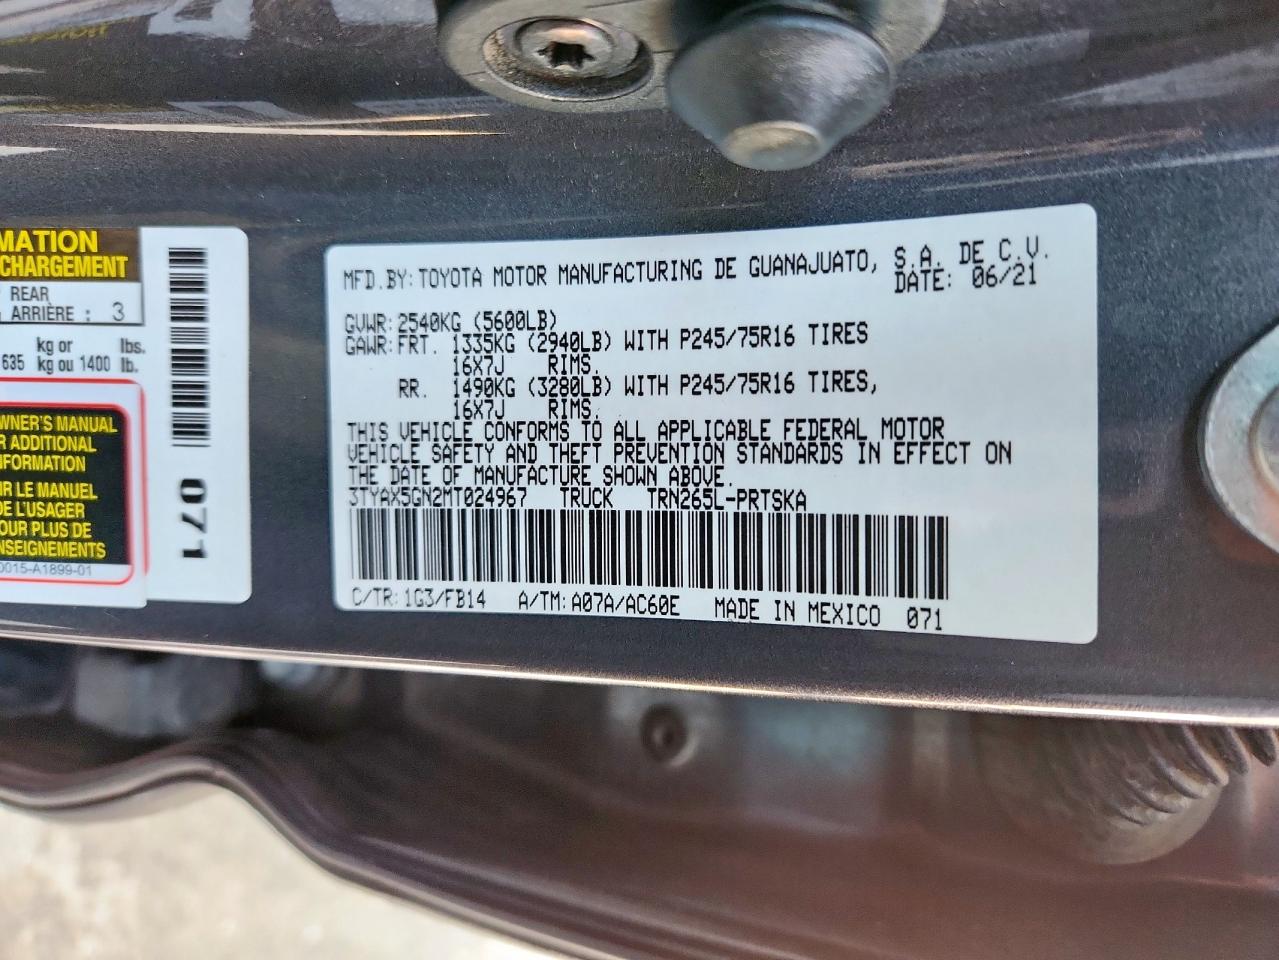 MATION
CHARGEMENT
REAR
ARRIÈRE : 3
kg or lbs.
635 kg ou 1400 lb.
OWNER'S MANUAL
R ADDITIONAL
NFORMATION
IR LE MANUEL
DE L'USAGER
OUR PLUS DE
NSEIGNEMENTS
0015-A1899-01
071
MFD.BY: TOYOTA MOTOR MANUFACTURING DE GUANAJUATO, S.A. DE C.V.
DATE: 06/21
GVWR: 2540KG (5600LB)
GAWR: FRT. 1335KG (2940LB) WITH P245/75R16 TIRES
16X7J RIMS,
RR. 1490KG (3280LB) WITH P245/75R16 TIRES,
16X7J RIMS,
THIS VEHICLE CONFORMS TO ALL APPLICABLE FEDERAL MOTOR
VEHICLE SAFETY AND THEFT PREVENTION STANDARDS IN EFFECT ON
THE DATE OF MANUFACTURE SHOWN ABOVE.
3TYAX5GN2MT024967 TRUCK TRN265L-PRTSKA
C/TR: 1G3/FB14 A/TM: A07A/AC60E MADE IN MEXICO 071